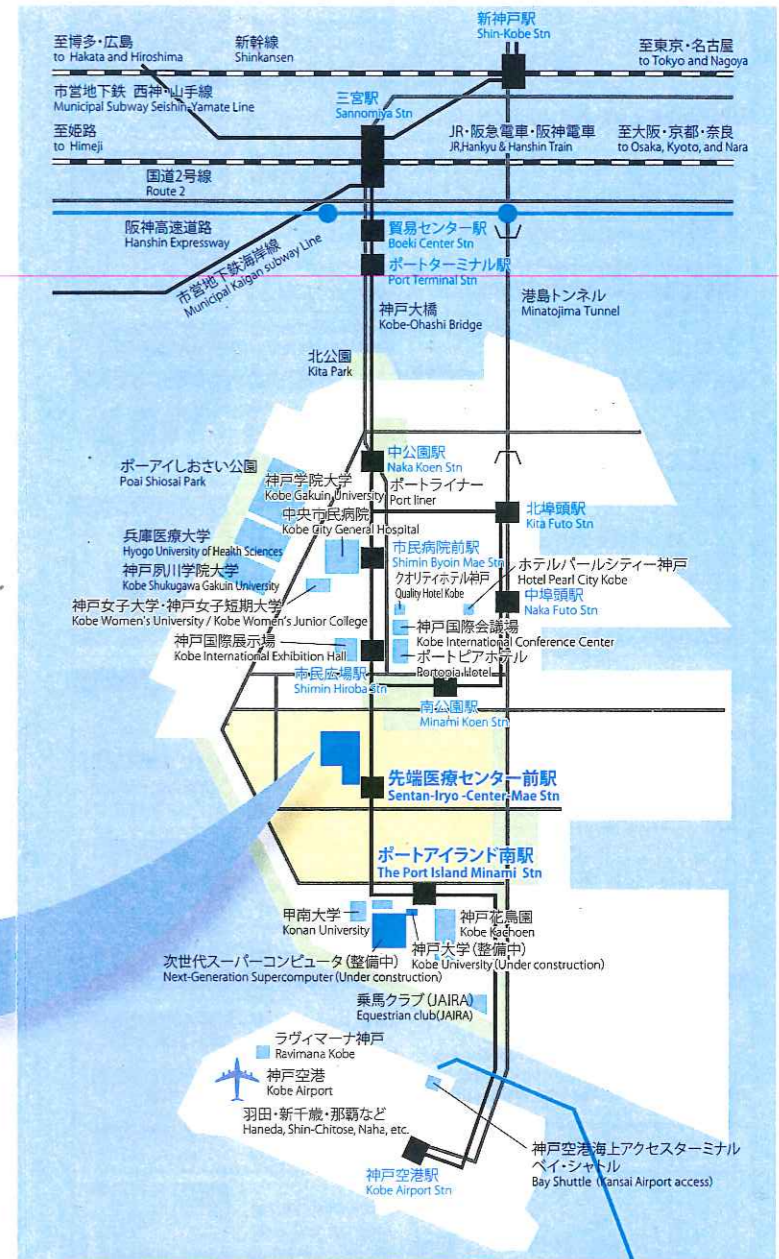 新神戸駅
Shin-Kobe Stn
至博多・広島
to Hakata and Hiroshima
新幹線
Shinkansen
至東京・名古屋
to Tokyo and Nagoya
市営地下鉄 西神・山手線
Municipal Subway Seishin-Yamate Line
三宮駅
Sannomiya Stn
至姫路
to Himeji
JR・阪急電車・阪神電車
JR,Hankyu & Hanshin Train
至大阪・京都・奈良
to Osaka, Kyoto, and Nara
国道2号線
Route 2
阪神高速道路
Hanshin Expressway
貿易センター駅
Boeki Center Stn
市営地下鉄海岸線
Municipal Kaigan subway Line
ポートターミナル駅
Port Terminal Stn
神戸大橋
Kobe-Ohashi Bridge
港島トンネル
Minatojima Tunnel
北公園
Kita Park
中公園駅
Naka Koen Stn
ポーアイしおさい公園
Poai Shiosai Park
神戸学院大学
Kobe Gakuin University
ポートライナー
Port liner
中央市民病院
Kobe City General Hospital
北埠頭駅
Kita Futo Stn
兵庫医療大学
Hyogo University of Health Sciences
市民病院前駅
Shimin Byoin Mae Stn
神戸夙川学院大学
Kobe Shukugawa Gakuin University
クオリティホテル神戸
Quality Hotel Kobe
ホテルパールシティー神戸
Hotel Pearl City Kobe
中埠頭駅
Naka Futo Stn
神戸女子大学・神戸女子短期大学
Kobe Women's University / Kobe Women's Junior College
神戸国際会議場
Kobe International Conference Center
神戸国際展示場
Kobe International Exhibition Hall
ポートピアホテル
Portopia Hotel
市民広場駅
Shimin Hiroba Stn
南公園駅
Minami Koen Stn
先端医療センター前駅
Sentan-Iryo -Center-Mae Stn
ポートアイランド南駅
The Port Island Minami Stn
甲南大学
Konan University
神戸花鳥園
Kobe Kachoen
神戸大学(整備中)
Kobe University (Under construction)
次世代スーパーコンピュータ(整備中)
Next-Generation Supercomputer (Under construction)
乗馬クラブ(JAIRA)
Equestrian club(JAIRA)
ラヴィマーナ神戸
Ravimana Kobe
神戸空港
Kobe Airport
羽田・新千歳・那覇など
Haneda, Shin-Chitose, Naha, etc.
神戸空港海上アクセスターミナル
ベイ・シャトル
Bay Shuttle (Kansai Airport access)
神戸空港駅
Kobe Airport Stn